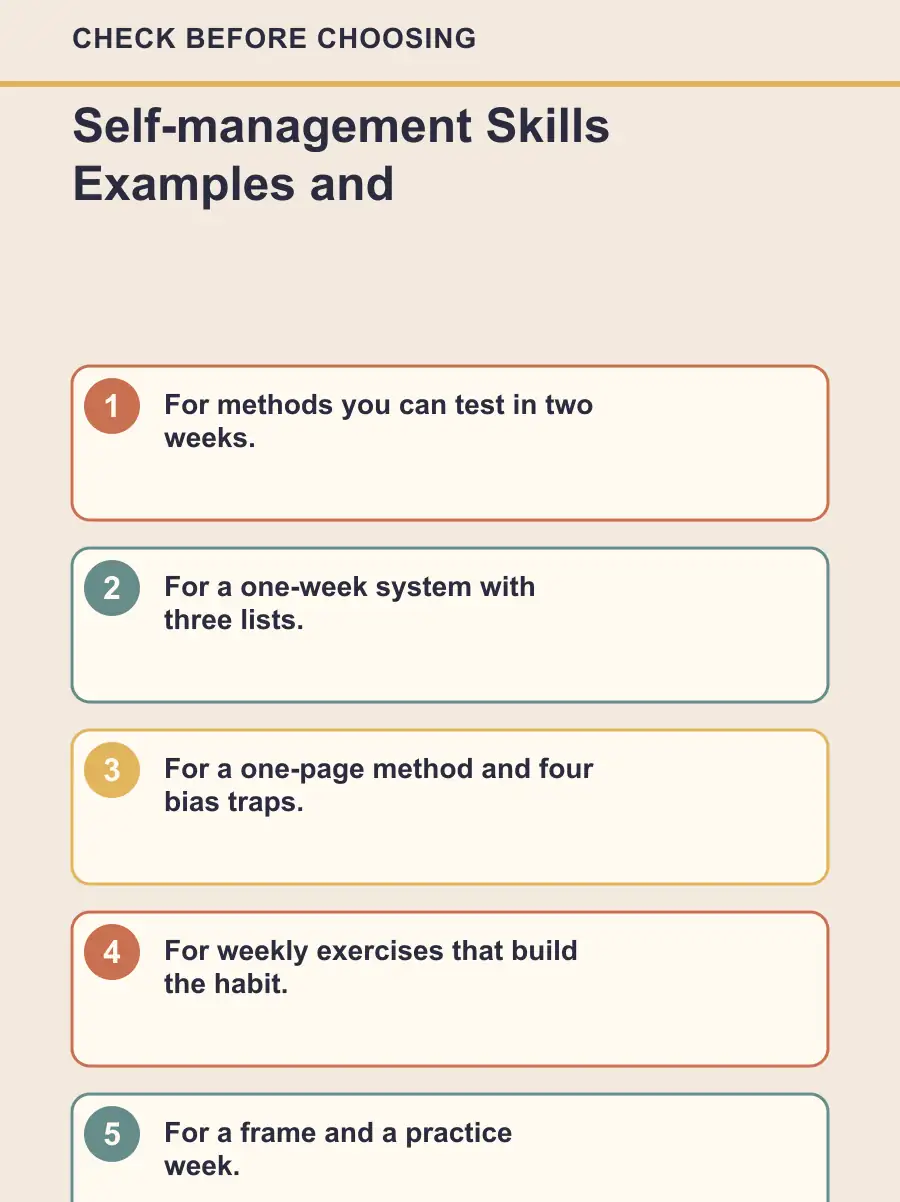 CHECK BEFORE CHOOSING
Self-management Skills
Examples and
1
For methods you can test in two
weeks.
2
For a one-week system with
three lists.
3
For a one-page method and four
bias traps.
4
For weekly exercises that build
the habit.
5
For a frame and a practice
week.